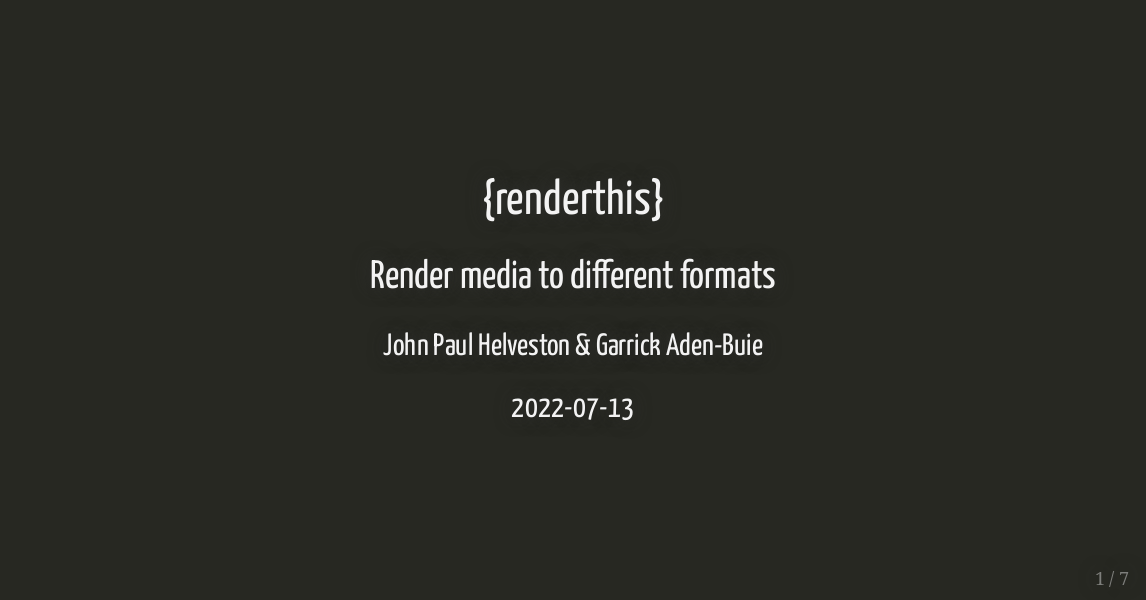 {renderthis}
Render media to different formats
John Paul Helveston & Garrick Aden-Buie
2022-07-13
1 / 7